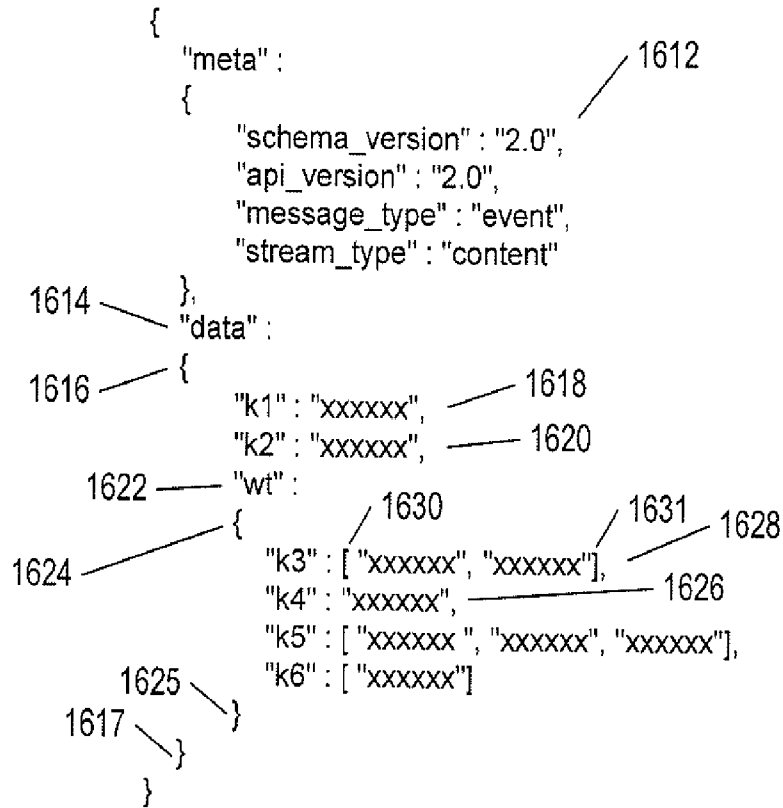 {
"meta" :
1612
{
"schema_version" : "2.0",
"api_version" : "2.0",
"message_type" : "event",
"stream_type" : "content"
},
1614
"data" :
1616
{
"k1" : "xxxxxx",
1618
"k2" : "xxxxxx",
1620
1622
"wt" :
1630
1631
1628
{
1624
"k3" : [ "xxxxxx", "xxxxxx"],
"k4" : "xxxxxx",
1626
"k5" : [ "xxxxxx ", "xxxxxx", "xxxxxx"],
"k6" : [ "xxxxxx"]
1625
}
1617
}
}